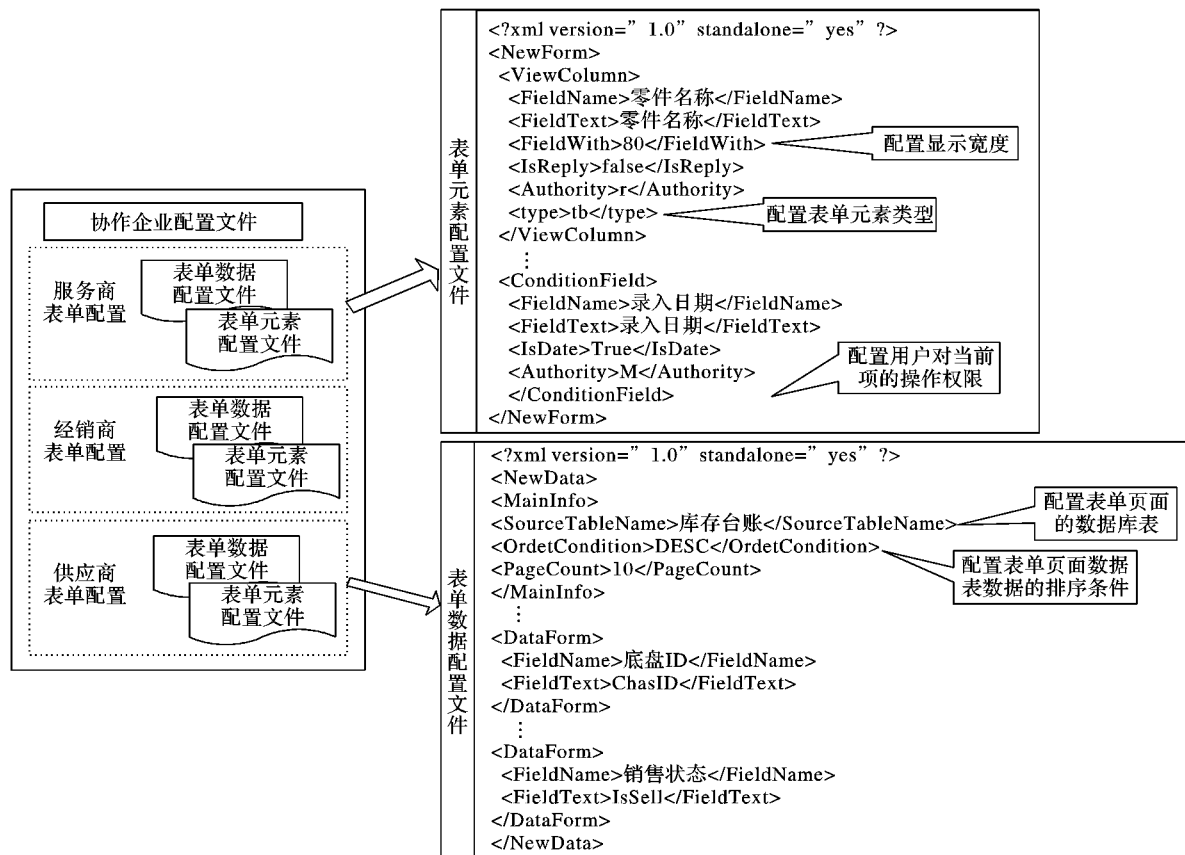 协作企业配置文件
服务商
表单配置
表单数据
配置文件
表单元素
配置文件
经销商
表单配置
表单数据
配置文件
表单元素
配置文件
供应商
表单配置
表单数据
配置文件
表单元素
配置文件
表单元素配置文件
<?xml version=” 1.0” standalone=” yes” ?>
<NewForm>
<ViewColumn>
<FieldName>零件名称</FieldName>
<FieldText>零件名称</FieldText>
<FieldWith>80</FieldWith>
<IsReply>false</IsReply>
<Authority>r</Authority>
<type>tb</type>
</ViewColumn>
⋮
<ConditionField>
<FieldName>录入日期</FieldName>
<FieldText>录入日期</FieldText>
<IsDate>True</IsDate>
<Authority>M</Authority>
</ConditionField>
</NewForm>
配置显示宽度
配置表单元素类型
配置用户对当前
项的操作权限
表单数据配置文件
<?xml version=” 1.0” standalone=” yes” ?>
<NewData>
<MainInfo>
<SourceTableName>库存台账</SourceTableName>
<OrdetCondition>DESC</OrdetCondition>
<PageCount>10</PageCount>
</MainInfo>
⋮
<DataForm>
<FieldName>底盘ID</FieldName>
<FieldText>ChasID</FieldText>
</DataForm>
⋮
<DataForm>
<FieldName>销售状态</FieldName>
<FieldText>IsSell</FieldText>
</DataForm>
</NewData>
配置表单页面
的数据库表
配置表单页面数据
表数据的排序条件